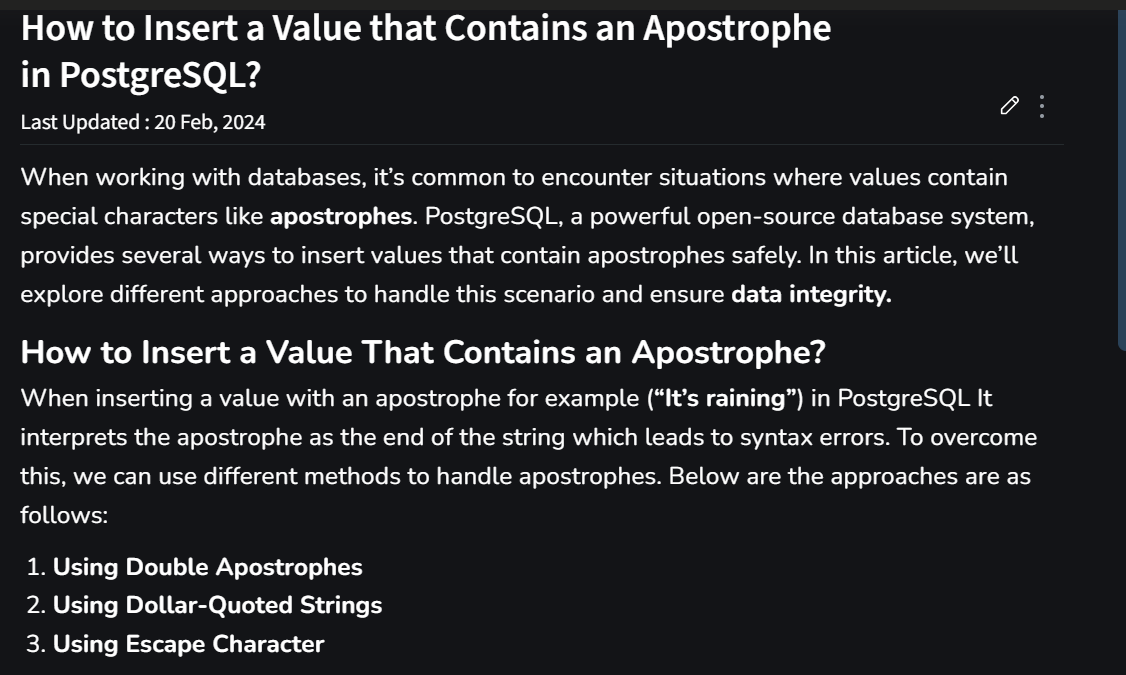 How to Insert a Value that Contains an Apostrophe
in PostgreSQL?
Last Updated : 20 Feb, 2024
When working with databases, it’s common to encounter situations where values contain
special characters like apostrophes. PostgreSQL, a powerful open-source database system,
provides several ways to insert values that contain apostrophes safely. In this article, we’ll
explore different approaches to handle this scenario and ensure data integrity.
How to Insert a Value That Contains an Apostrophe?
When inserting a value with an apostrophe for example (“It’s raining”) in PostgreSQL It
interprets the apostrophe as the end of the string which leads to syntax errors. To overcome
this, we can use different methods to handle apostrophes. Below are the approaches are as
follows:
1. Using Double Apostrophes
2. Using Dollar-Quoted Strings
3. Using Escape Character